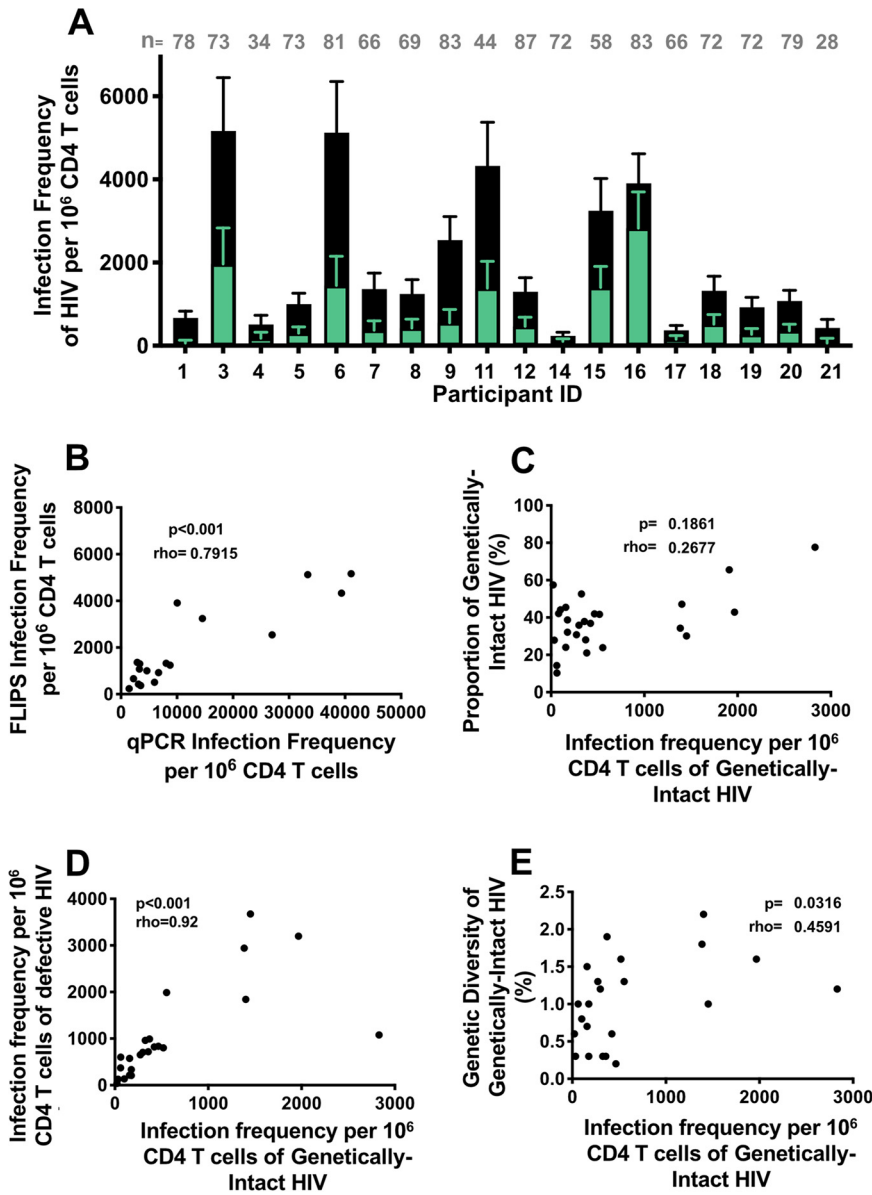 A
n= 78 73 34 73 81 66 69 83 44 87 72 58 83 66 72 72 79 28
Infection Frequency
of HIV per 10⁶ CD4 T cells
6000
4000
2000
0
1 3 4 5 6 7 8 9 11 12 14 15 16 17 18 19 20 21
Participant ID
B
FLIPS Infection Frequency
per 10⁶ CD4 T cells
8000
6000
4000
2000
0
p<0.001
rho= 0.7915
0 10000 20000 30000 40000 50000
qPCR Infection Frequency
per 10⁶ CD4 T cells
C
Proportion of Genetically-
Intact HIV (%)
100
80
60
40
20
0
p= 0.1861
rho= 0.2677
0 1000 2000 3000
Infection frequency per 10⁶
CD4 T cells of Genetically-
Intact HIV
D
Infection frequency per 10⁶
CD4 T cells of defective HIV
4000
3000
2000
1000
0
p<0.001
rho=0.92
0 1000 2000 3000
Infection frequency per 10⁶
CD4 T cells of Genetically-
Intact HIV
E
Genetic Diversity of
Genetically-Intact HIV
(%)
2.5
2.0
1.5
1.0
0.5
0.0
p= 0.0316
rho= 0.4591
0 1000 2000 3000
Infection frequency per 10⁶
CD4 T cells of Genetically-
Intact HIV